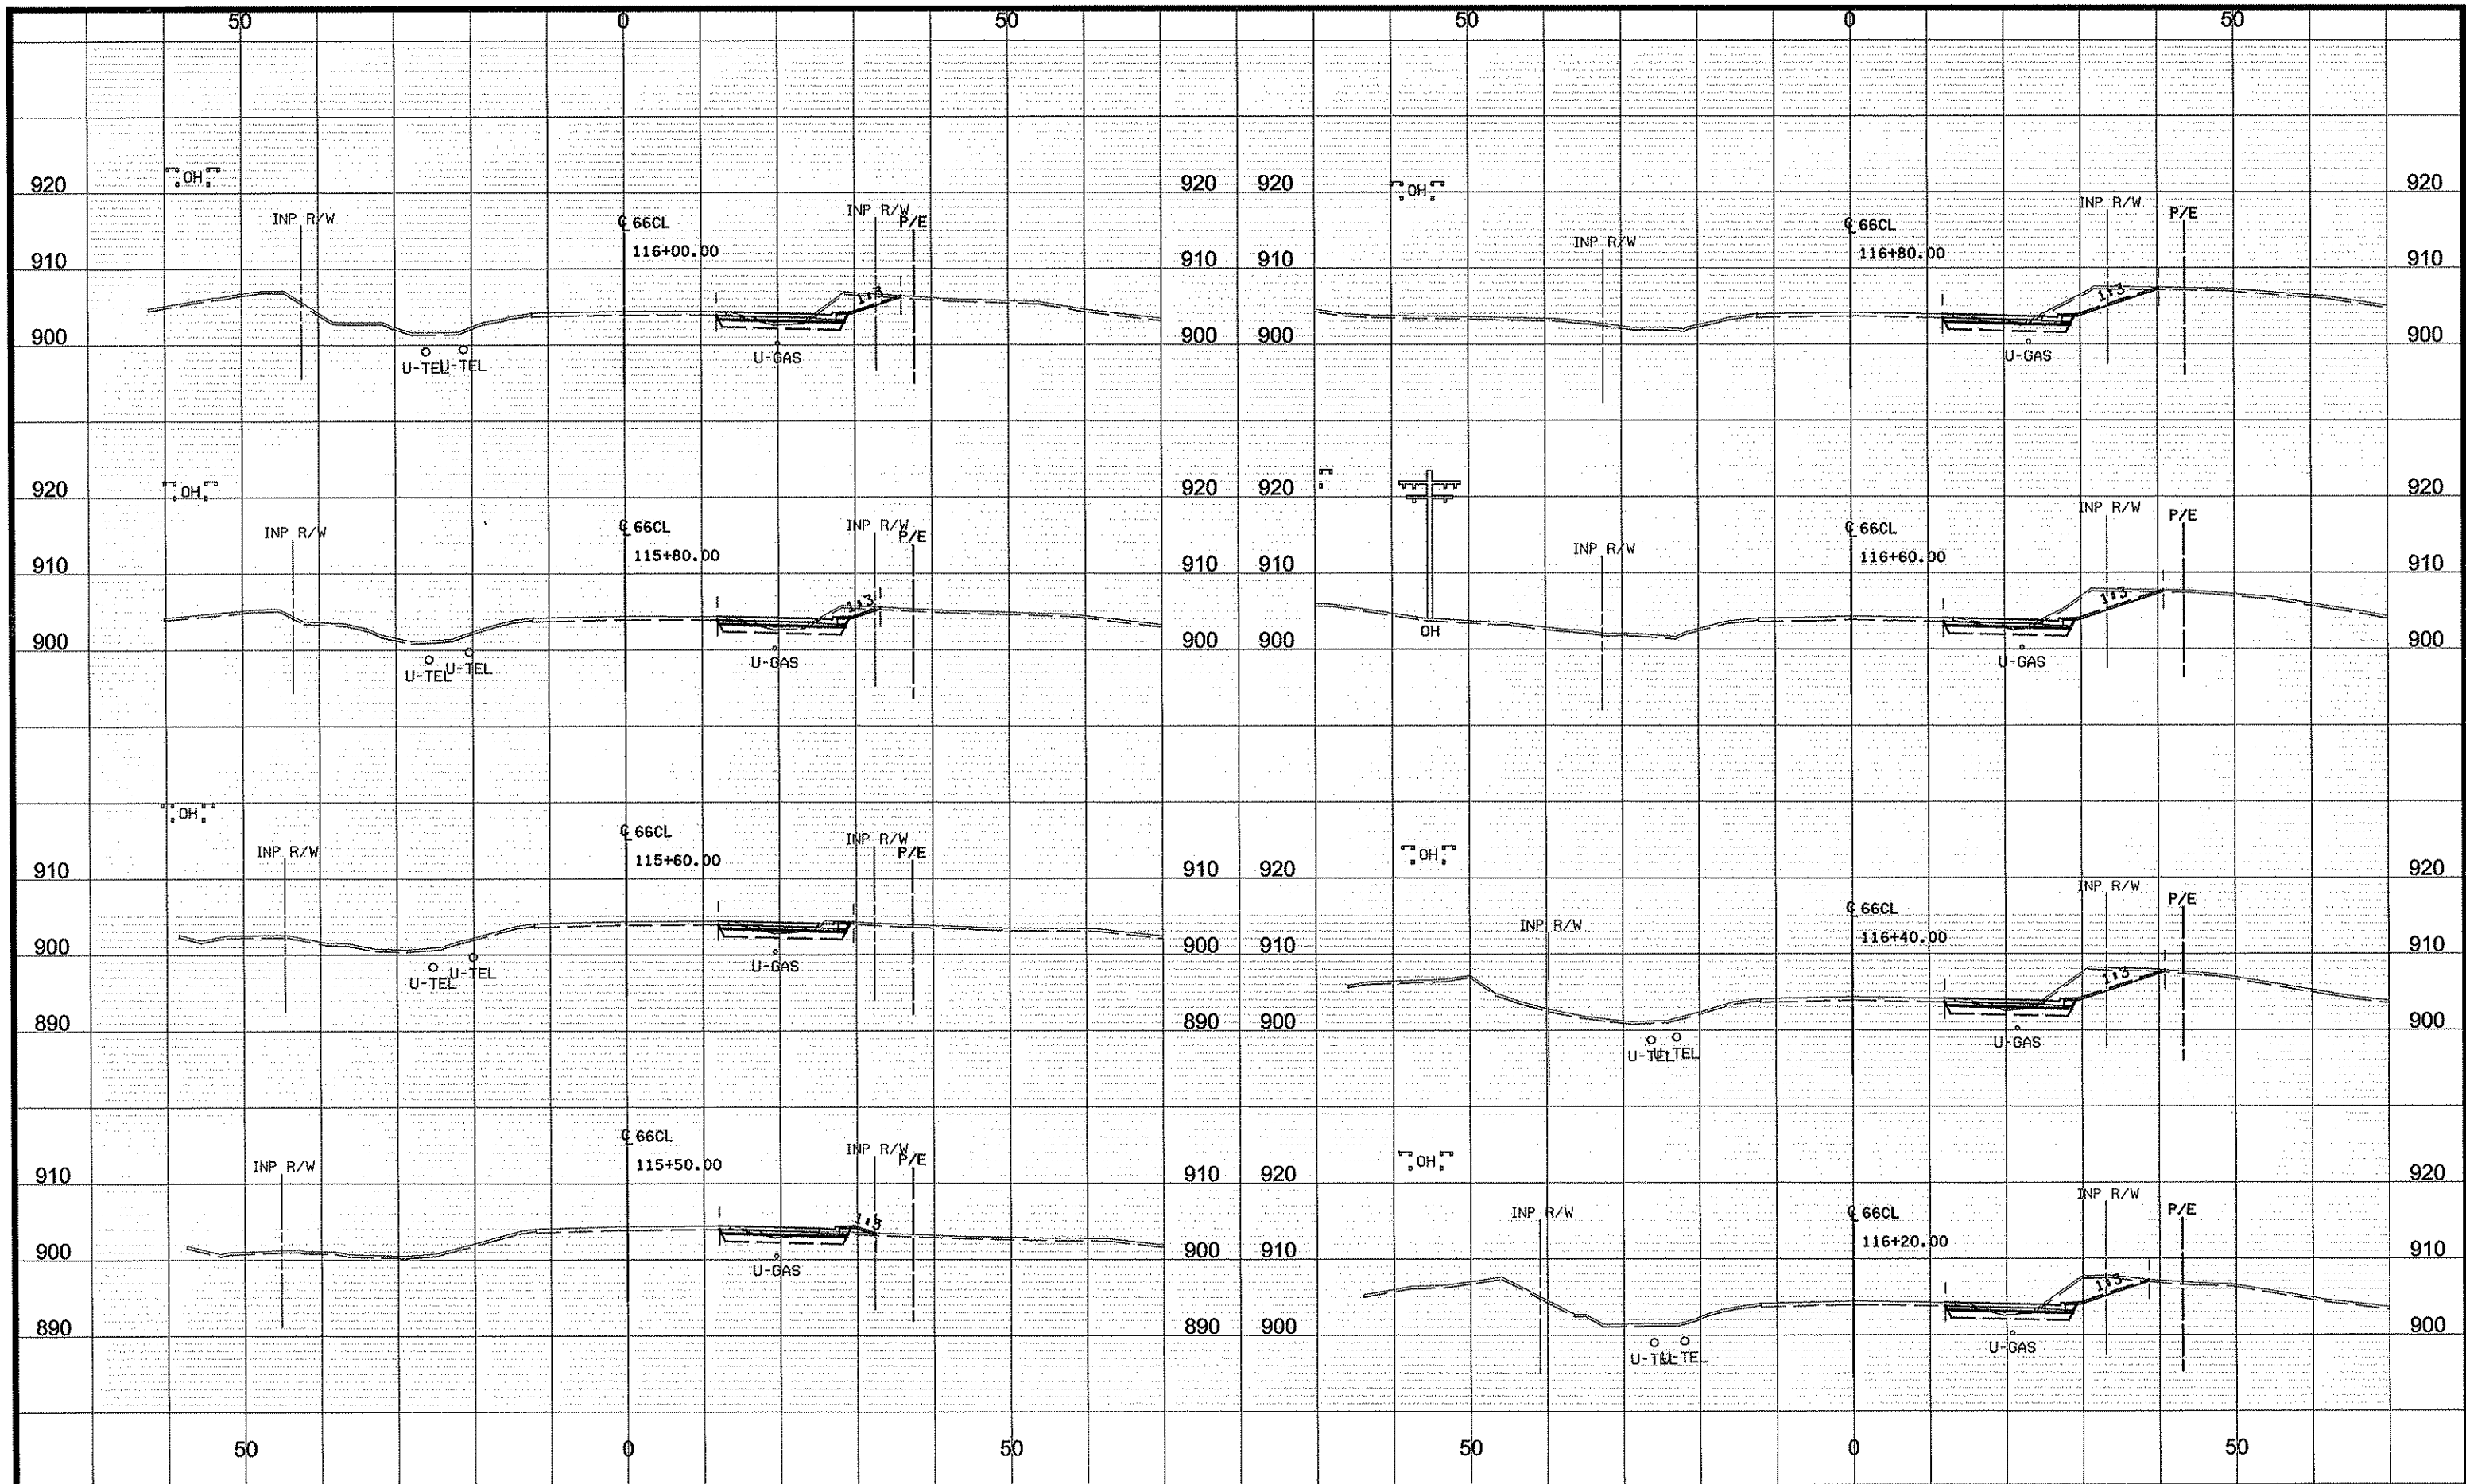 50 0 50 50 0 50
OH OH
920 920 920 920
INP R/W INP R/W P/E INP R/W P/E
℄ 66CL ℄ 66CL
116+00.00 INP R/W 116+80.00
910 910 910 910
1:3 1:3
900 900 900 900
U-TEL U-TEL U-GAS U-GAS
OH
920 920 920 920
INP R/W INP R/W P/E INP R/W P/E
℄ 66CL ℄ 66CL
115+80.00 INP R/W 116+60.00
910 910 910 910
1:3 1:3
OH
900 900 900 900
U-TEL U-TEL U-GAS U-GAS
OH
℄ 66CL
INP R/W 115+60.00 INP R/W P/E OH
910 910 920 920
INP R/W P/E
℄ 66CL
INP R/W 116+40.00
900 900 910 910
U-TEL U-TEL U-GAS 1:3
890 890 900 900
U-TEL U-TEL U-GAS
℄ 66CL
INP R/W 115+50.00 INP R/W P/E OH
910 910 920 920
INP R/W P/E
1:3 INP R/W ℄ 66CL
116+20.00
900 900 910 910
U-GAS 1:3
890 890 900 900
U-TEL U-TEL U-GAS
50 0 50 50 0 50